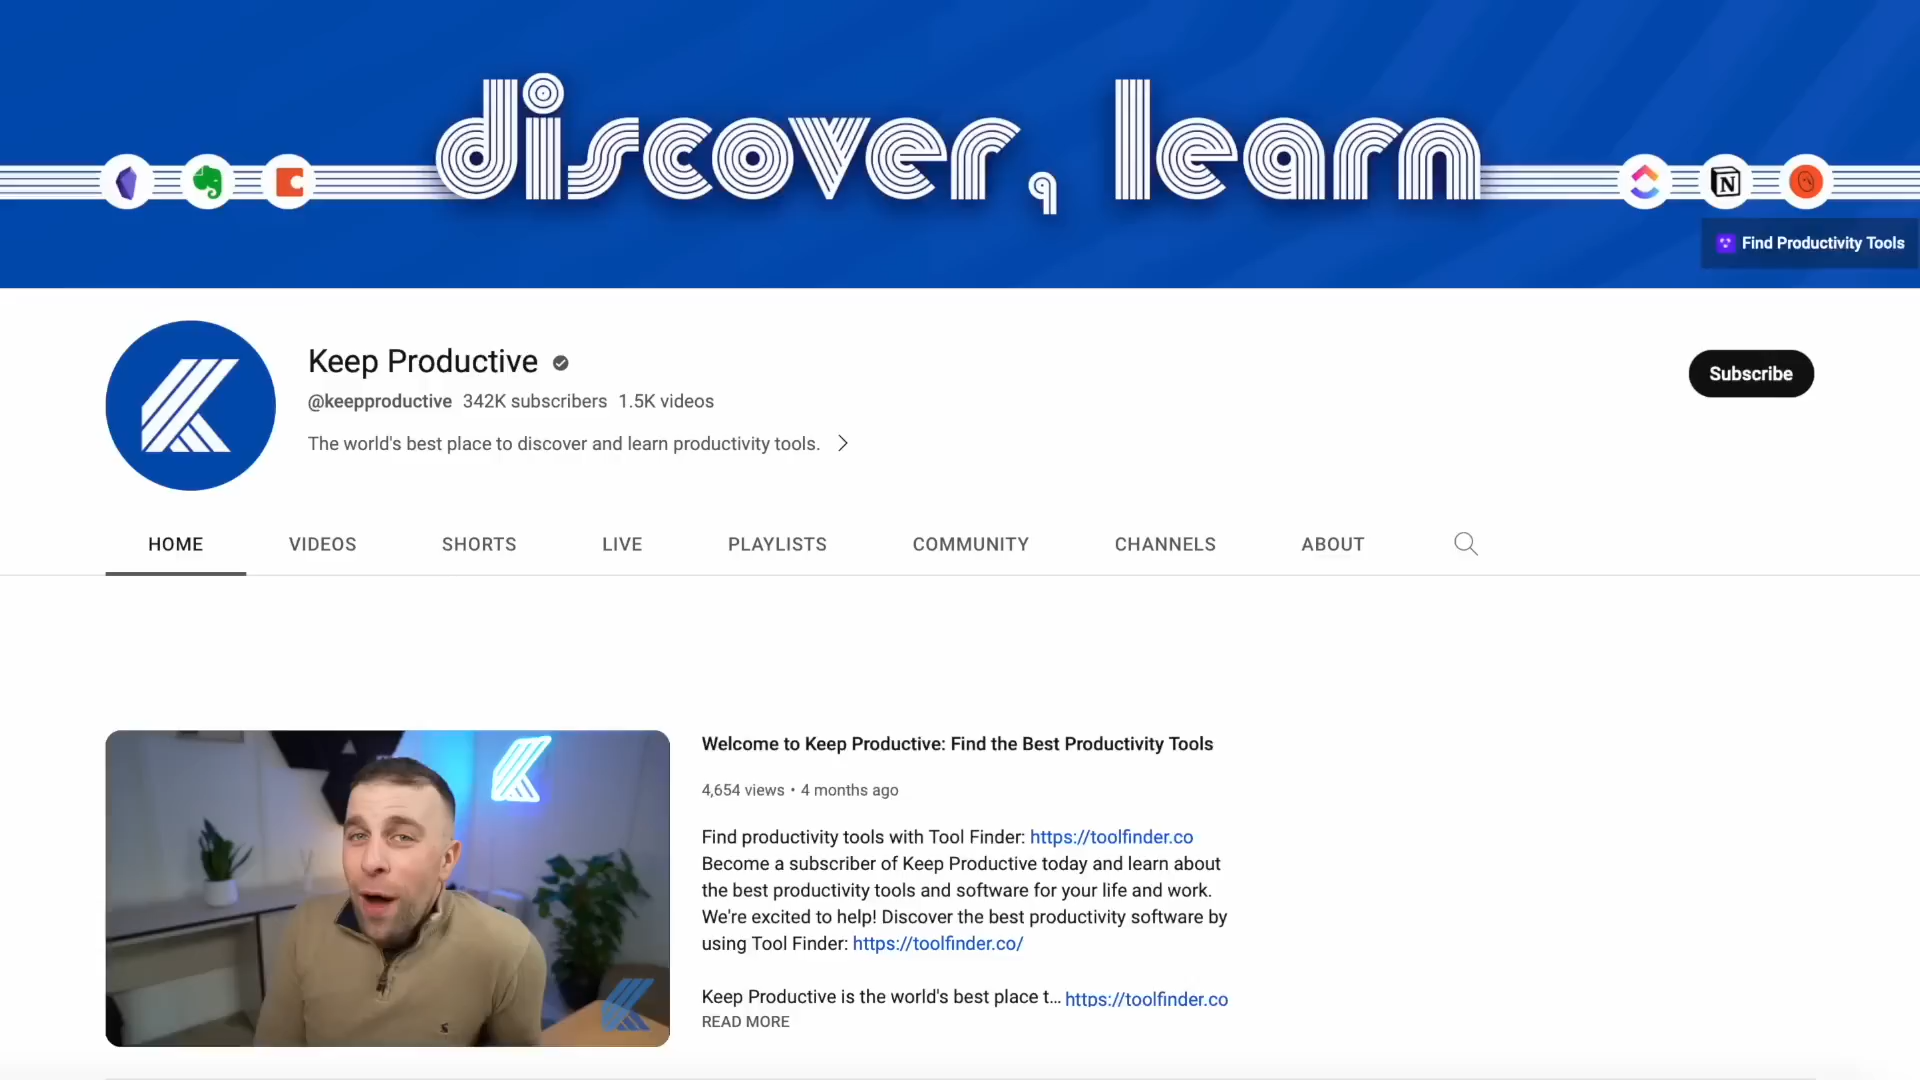 discover, learn
N
Find Productivity Tools
Keep Productive
@keepproductive 342K subscribers 1.5K videos
The world's best place to discover and learn productivity tools.
Subscribe
HOME VIDEOS SHORTS LIVE PLAYLISTS COMMUNITY CHANNELS ABOUT
Welcome to Keep Productive: Find the Best Productivity Tools
4,654 views • 4 months ago
Find productivity tools with Tool Finder: https://toolfinder.co
Become a subscriber of Keep Productive today and learn about
the best productivity tools and software for your life and work.
We're excited to help! Discover the best productivity software by
using Tool Finder: https://toolfinder.co/
Keep Productive is the world's best place t... https://toolfinder.co
READ MORE